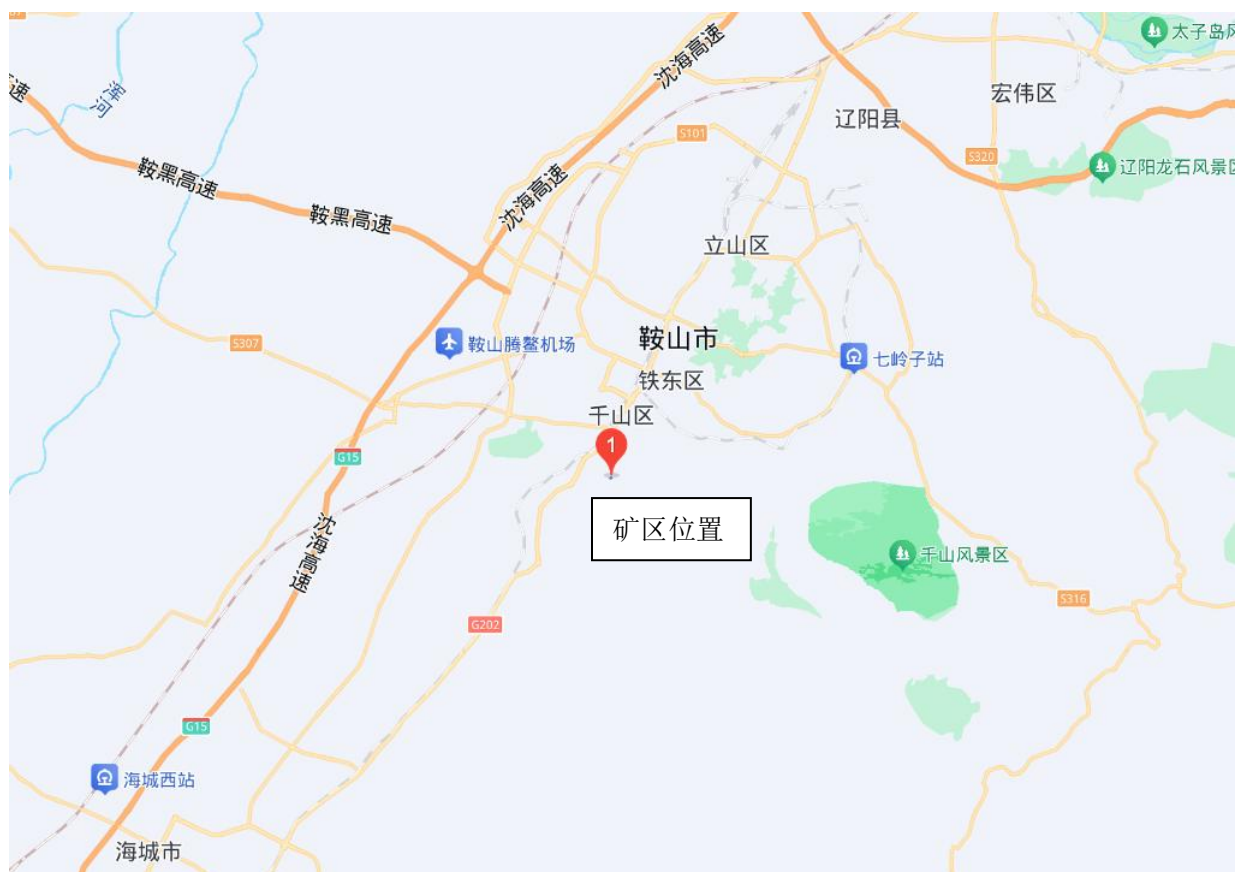 太子岛风
沈海高速
速
浑河
宏伟区
辽阳县
S101
S320
辽阳龙石风景区
鞍黑高速
鞍黑高速
沈海高速
立山区
S307
鞍山腾鳌机场
鞍山市
七岭子站
铁东区
千山区
1
G15
矿区位置
沈海高速
千山风景区
S316
G202
G15
海城西站
海城市